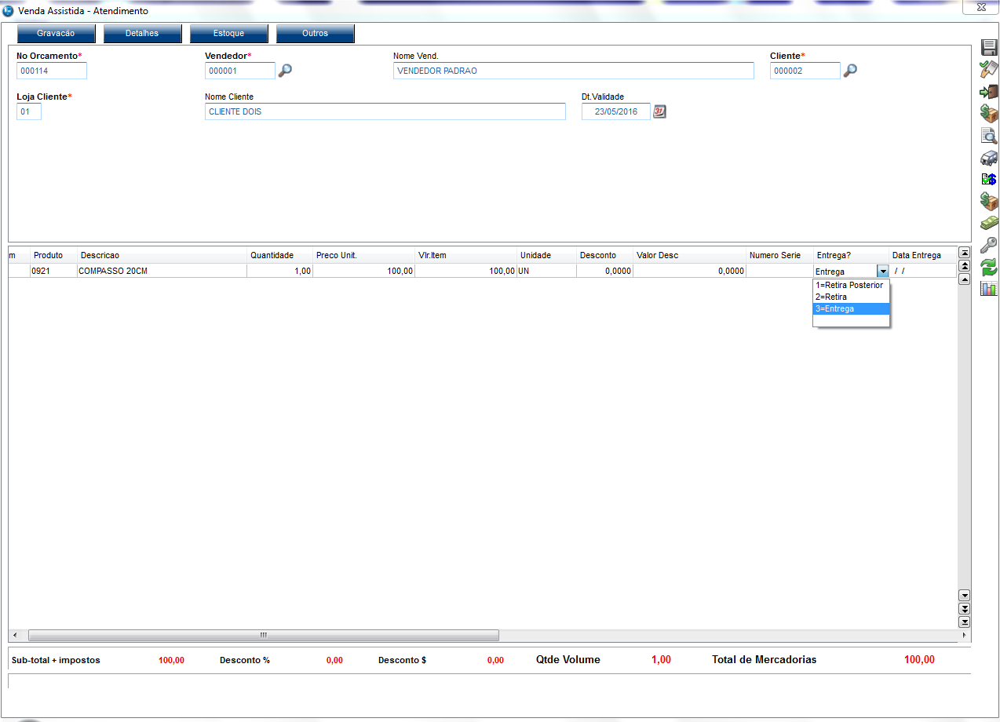 Venda Assistida - Atendimento
Gravacão Detalhes Estoque Outros
No Orcamento* Vendedor* Nome Vend. Cliente*
000114 000001 VENDEDOR PADRAO 000002
Loja Cliente* Nome Cliente Dt.Validade
01 CLIENTE DOIS 23/05/2016 31
m Produto Descricao Quantidade Preco Unit. Vlr.Item Unidade Desconto Valor Desc Numero Serie Entrega? Data Entrega
0921 COMPASSO 20CM 1,00 100,00 100,00 UN 0,0000 0,0000 Entrega / /
1=Retira Posterior
2=Retira
3=Entrega
Sub-total + impostos 100,00 Desconto % 0,00 Desconto $ 0,00 Qtde Volume 1,00 Total de Mercadorias 100,00